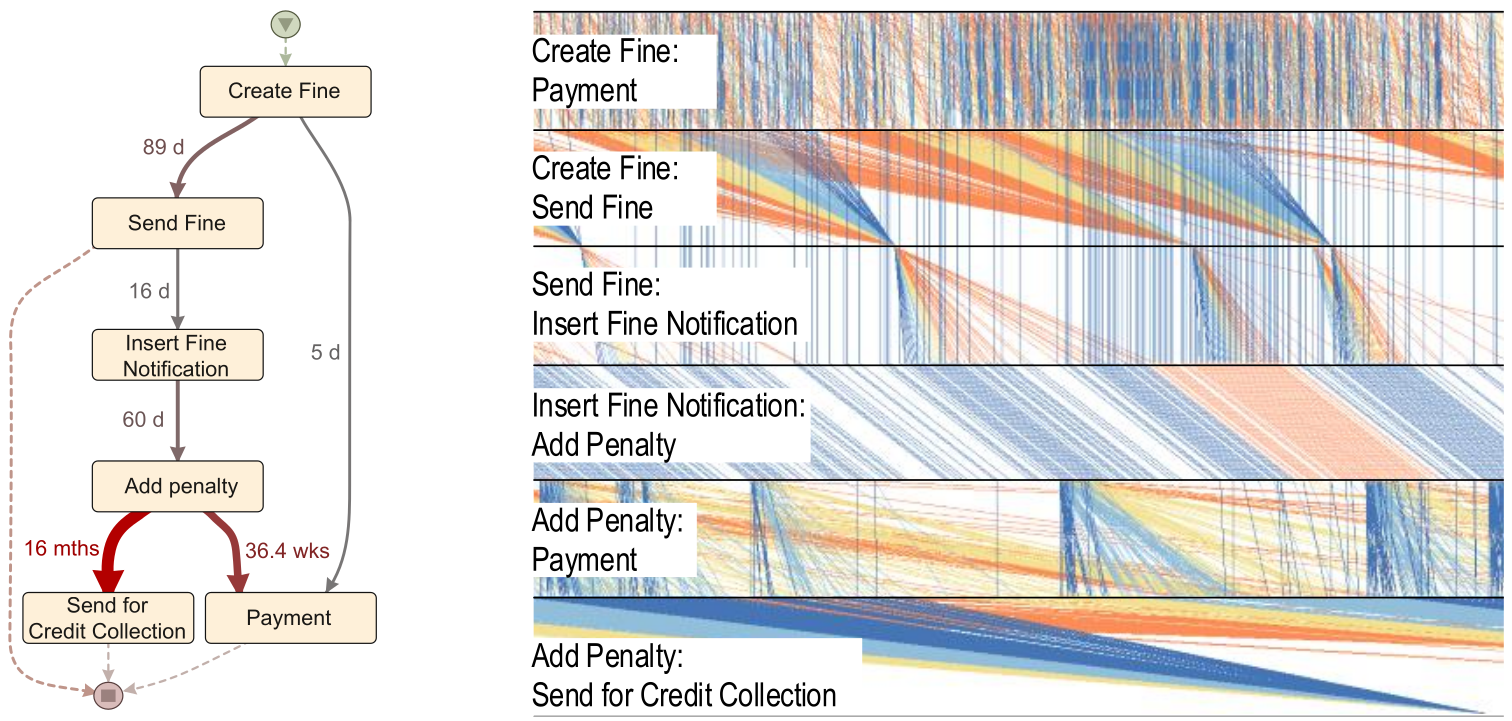 Create Fine
89 d
Send Fine
16 d
Insert Fine
Notification
5 d
60 d
Add penalty
16 mths
36.4 wks
Send for
Credit Collection
Payment
Create Fine:
Payment
Create Fine:
Send Fine
Send Fine:
Insert Fine Notification
Insert Fine Notification:
Add Penalty
Add Penalty:
Payment
Add Penalty:
Send for Credit Collection